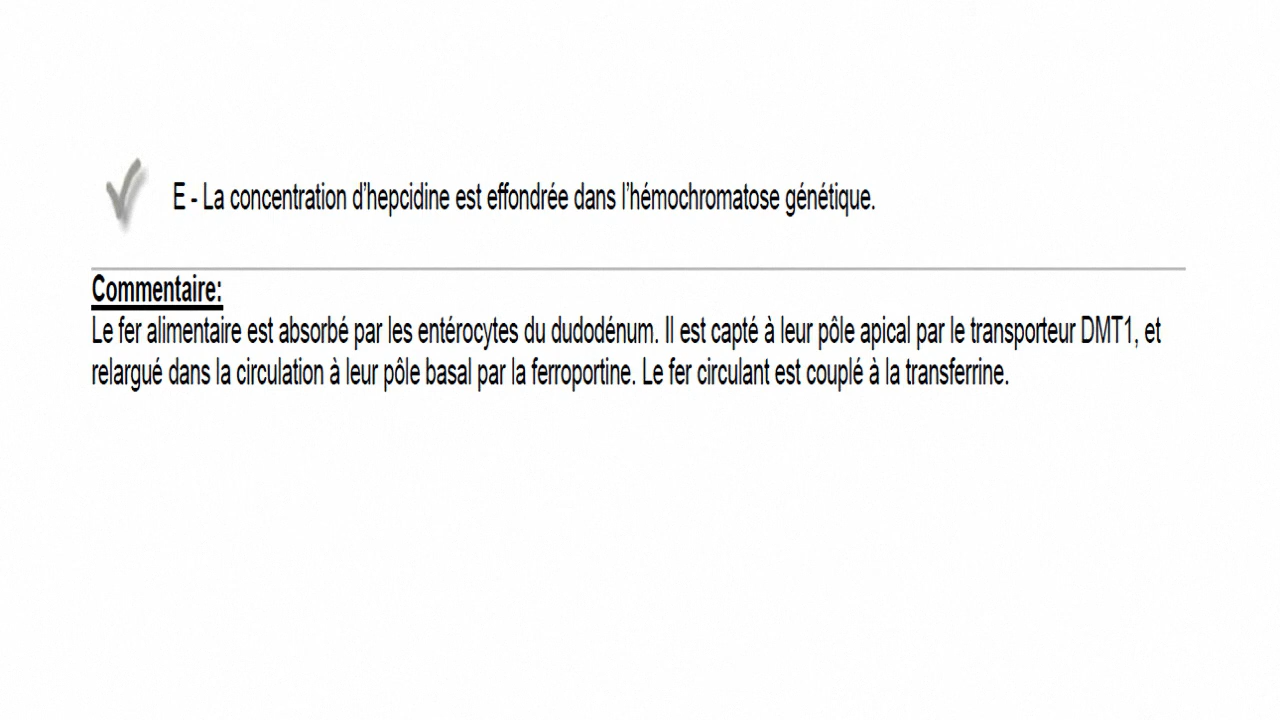 E - La concentration d’hepcidine est effondrée dans l’hémochromatose génétique.
Commentaire:
Le fer alimentaire est absorbé par les entérocytes du dudodénum. Il est capté à leur pôle apical par le transporteur DMT1, et
relargué dans la circulation à leur pôle basal par la ferroportine. Le fer circulant est couplé à la transferrine.